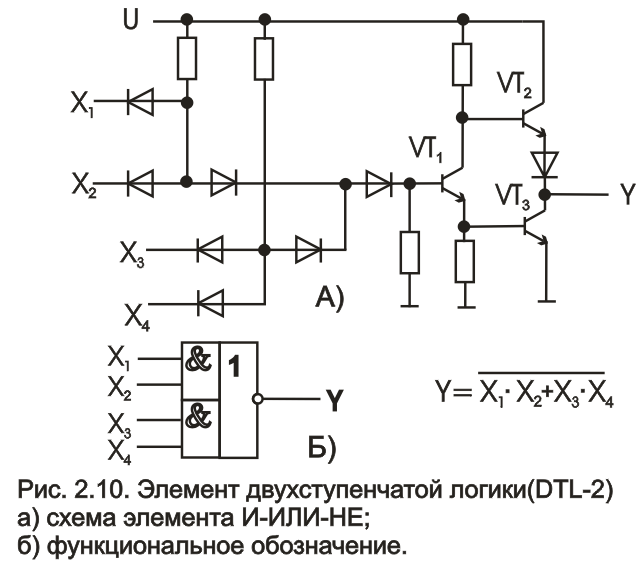 U
X₁
VT₂
VT₁
X₂
VT₃
Y
X₃
А)
X₄
X₁
X₂
X₃
X₄
&
&
1
Y
Б)
Y= X₁· X₂+X₃· X₄
Рис. 2.10. Элемент двухступенчатой логики(DTL-2)
а) схема элемента И-ИЛИ-НЕ;
б) функциональное обозначение.